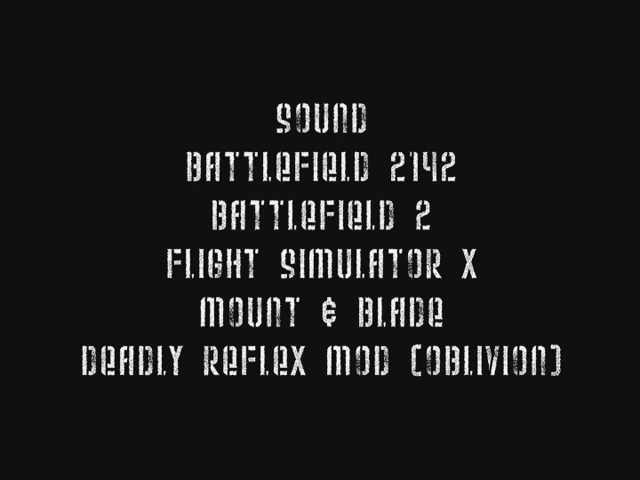 SOUND
BATTLEFIELD 2142
BATTLEFIELD 2
FLIGHT SIMULATOR X
MOUNT & BLADE
DEADLY REFLEX MOD (OBLIVION)